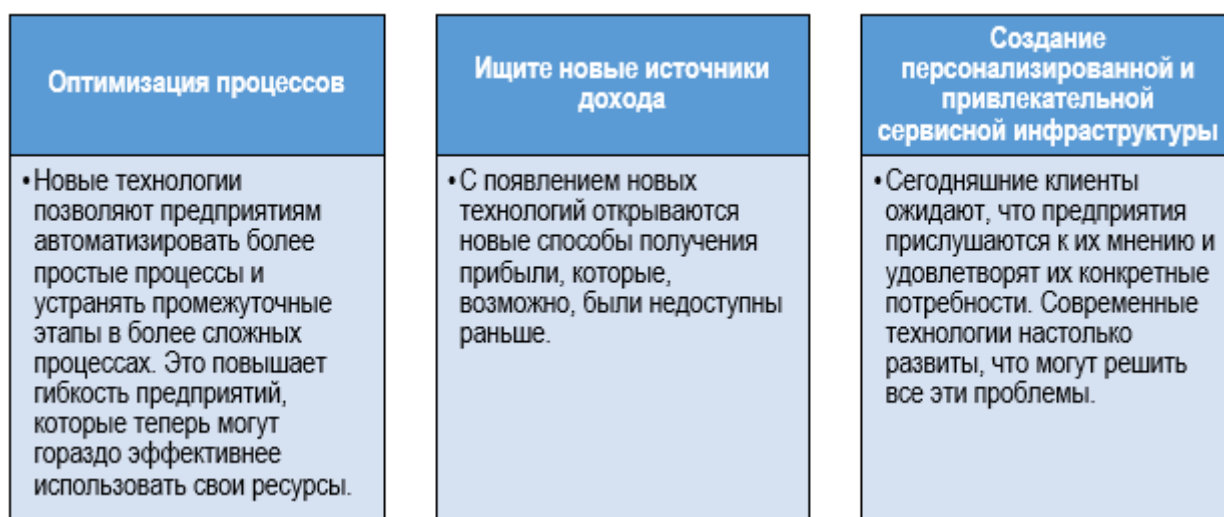 Оптимизация процессов
•Новые технологии
позволяют предприятиям
автоматизировать более
простые процессы и
устранять промежуточные
этапы в более сложных
процессах. Это повышает
гибкость предприятий,
которые теперь могут
гораздо эффективнее
использовать свои ресурсы.
Ищите новые источники
дохода
•С появлением новых
технологий открываются
новые способы получения
прибыли, которые,
возможно, были недоступны
раньше.
Создание
персонализированной и
привлекательной
сервисной инфраструктуры
•Сегодняшние клиенты
ожидают, что предприятия
прислушаются к их мнению и
удовлетворят их конкретные
потребности. Современные
технологии настолько
развиты, что могут решить
все эти проблемы.